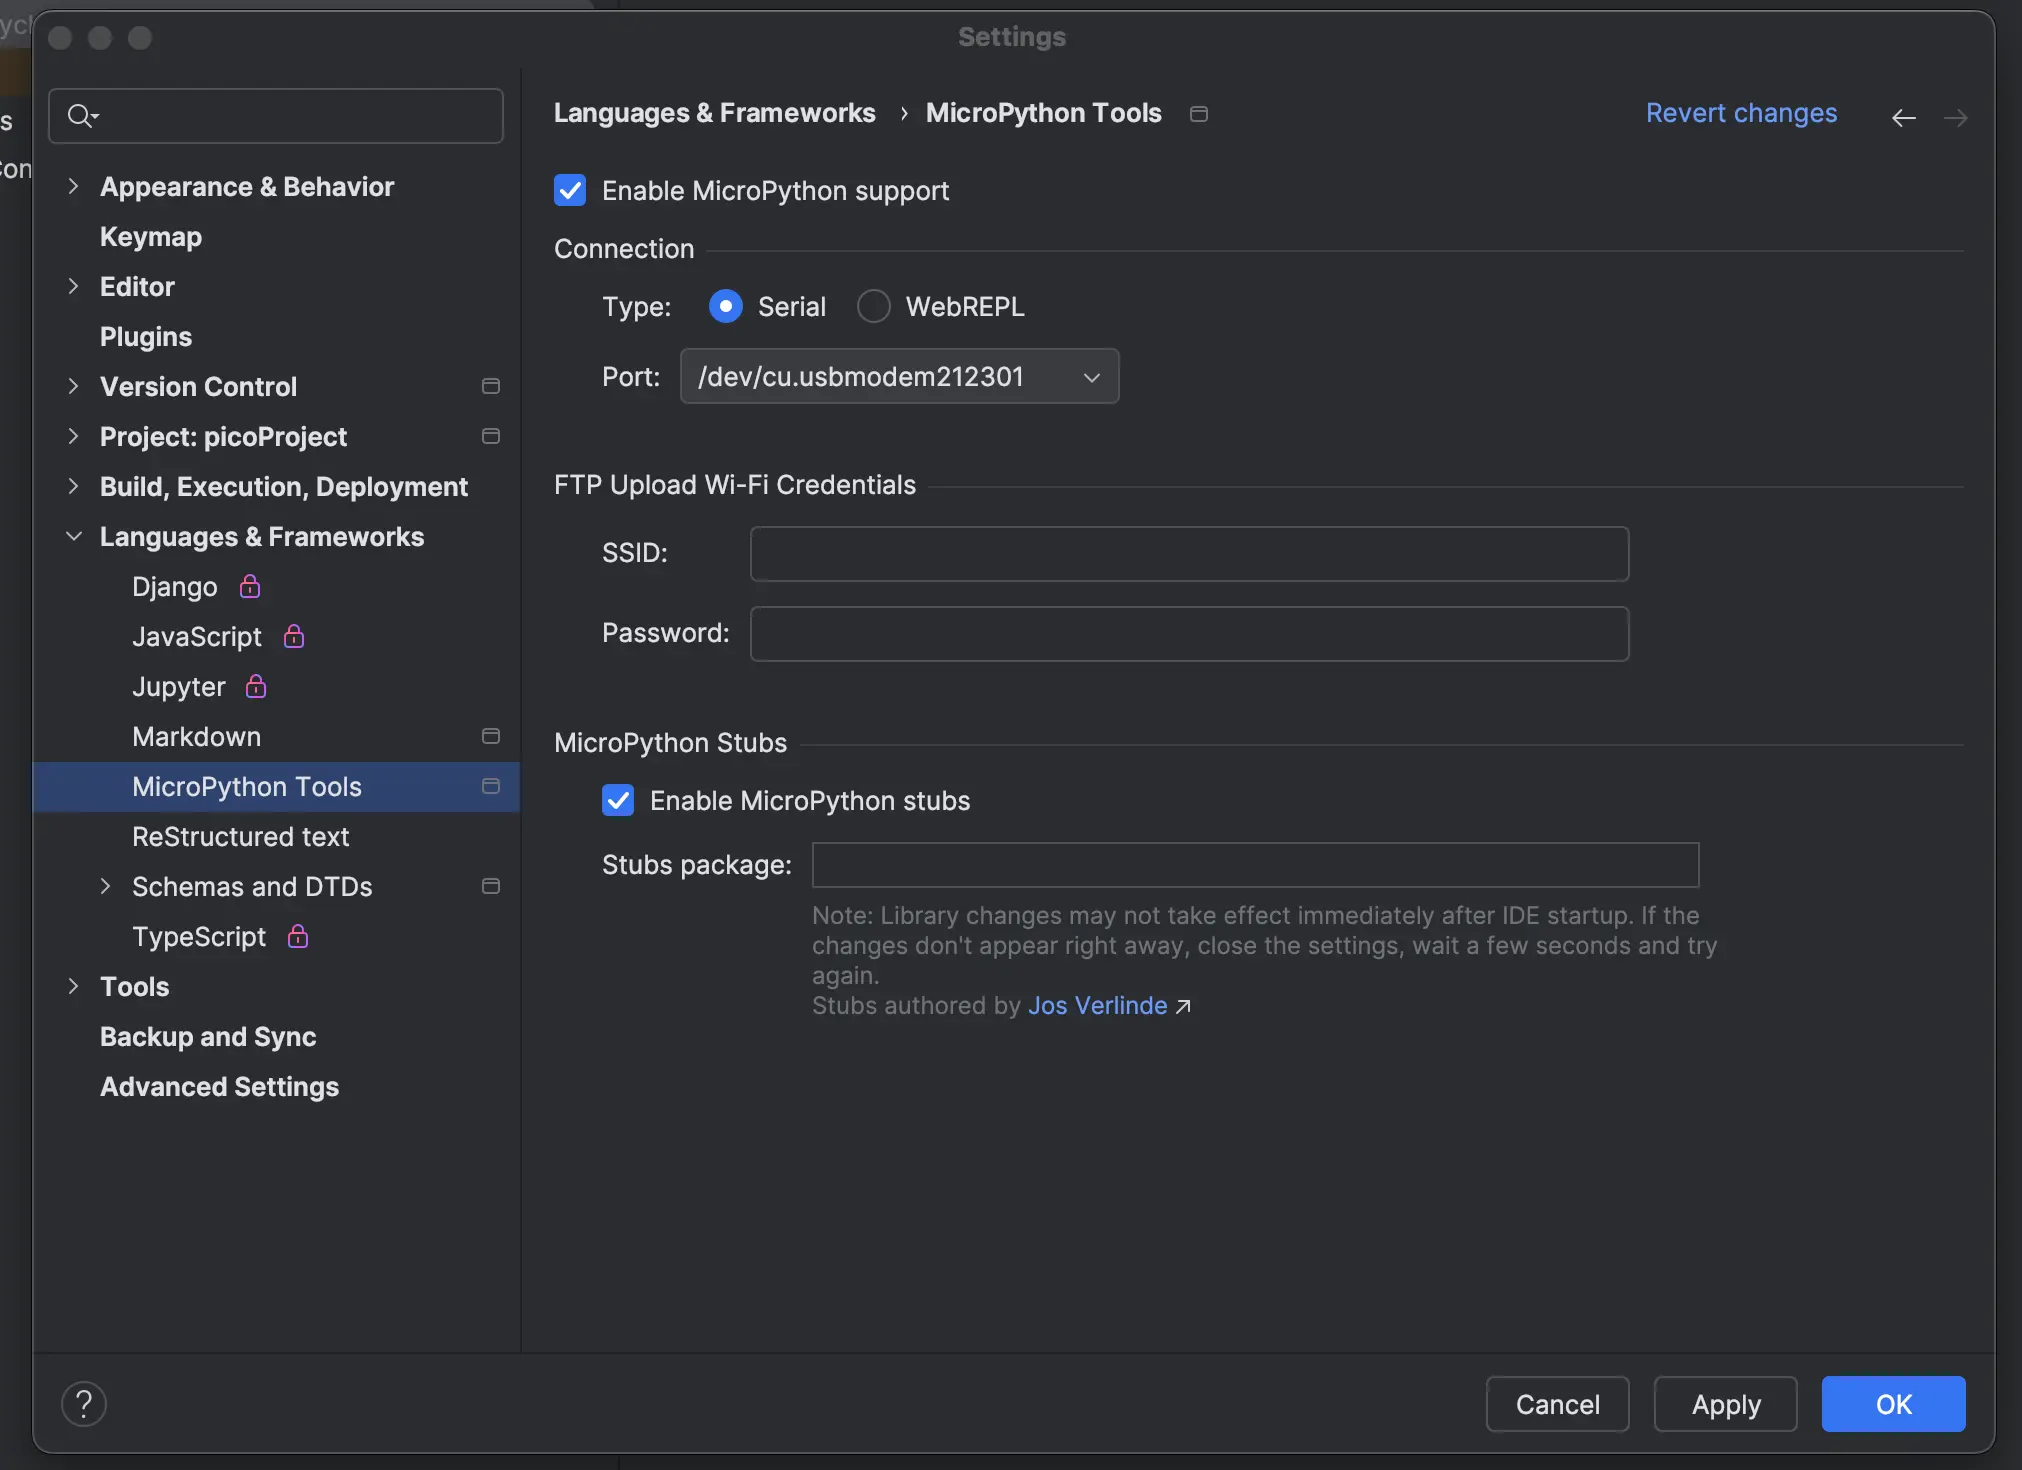 Settings
Appearance & Behavior
Keymap
Editor
Plugins
Version Control
Project: picoProject
Build, Execution, Deployment
Languages & Frameworks
Django
JavaScript
Jupyter
Markdown
MicroPython Tools
ReStructured text
Schemas and DTDs
TypeScript
Tools
Backup and Sync
Advanced Settings
Languages & Frameworks › MicroPython Tools
Revert changes
Enable MicroPython support
Connection
Type: Serial WebREPL
Port: /dev/cu.usbmodem212301
FTP Upload Wi-Fi Credentials
SSID:
Password:
MicroPython Stubs
Enable MicroPython stubs
Stubs package:
Note: Library changes may not take effect immediately after IDE startup. If the
changes don't appear right away, close the settings, wait a few seconds and try
again.
Stubs authored by Jos Verlinde
? Cancel Apply OK